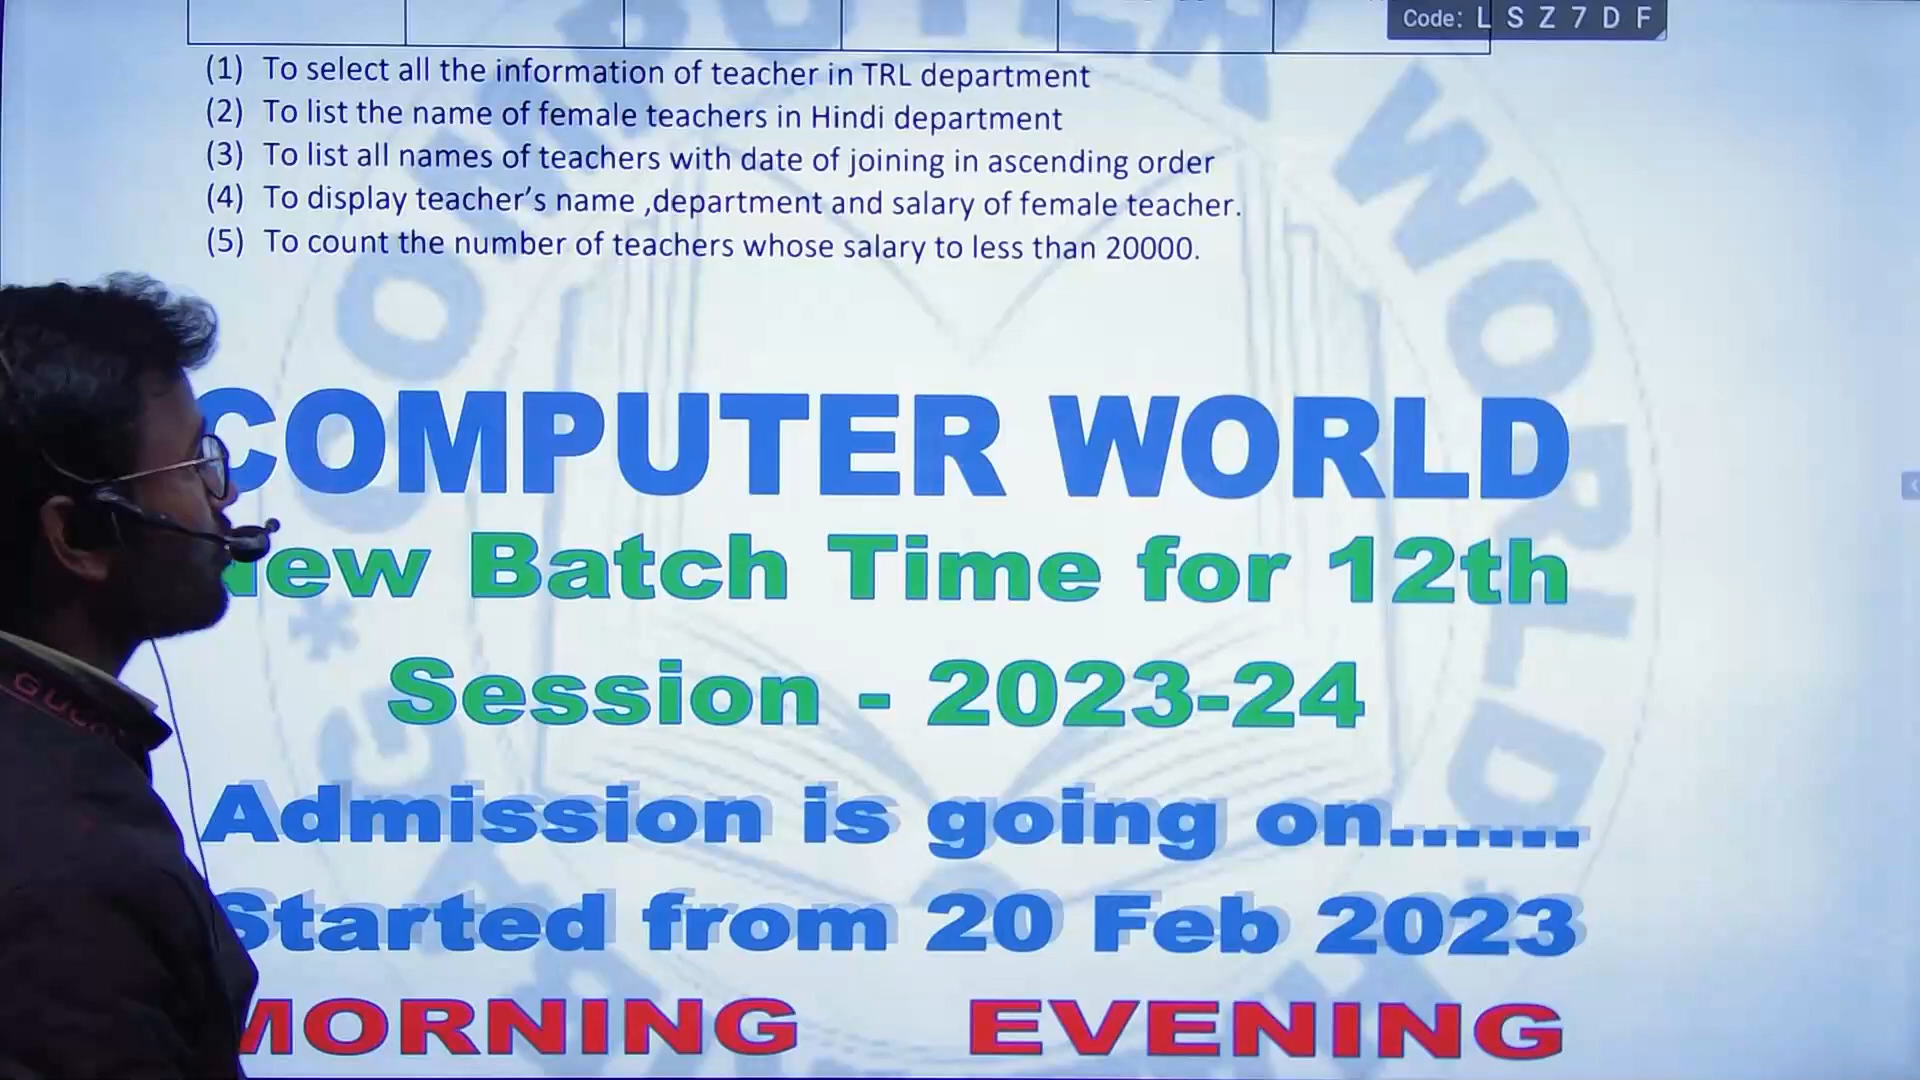 Code: L S Z 7 D F
(1) To select all the information of teacher in TRL department
(2) To list the name of female teachers in Hindi department
(3) To list all names of teachers with date of joining in ascending order
(4) To display teacher's name ,department and salary of female teacher.
(5) To count the number of teachers whose salary to less than 20000.
COMPUTER WORLD
New Batch Time for 12th
Session - 2023-24
Admission is going on......
Started from 20 Feb 2023
MORNING EVENING
COMPUTER WORLD